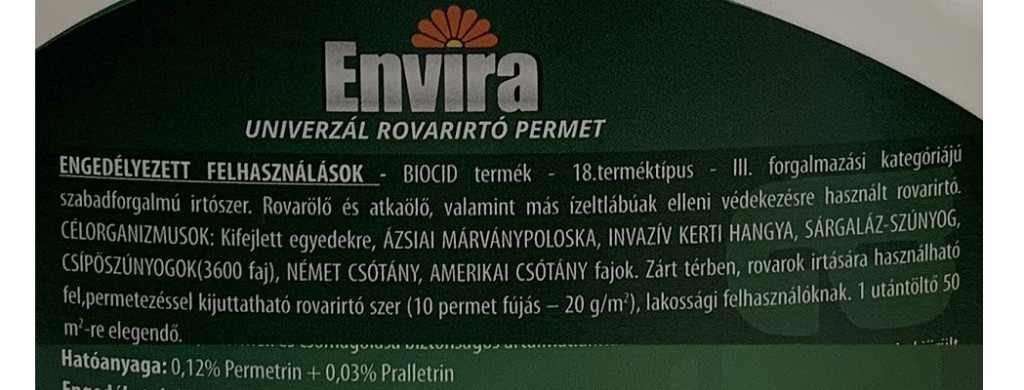 Envira
UNIVERZÁL ROVARIRTÓ PERMET
ENGEDÉLYEZETT FELHASZNÁLÁSOK - BIOCID termék - 18.terméktípus - III. forgalmazási kategóriájú
szabadforgalmú irtószer. Rovarölő és atkaölő, valamint más ízeltlábúak elleni védekezésre használt rovarirtó.
CÉLORGANIZMUSOK: Kifejlett egyedekre, ÁZSIAI MÁRVÁNYPOLOSKA, INVAZÍV KERTI HANGYA, SÁRGALÁZ-SZÚNYOG,
CSÍPŐSZÚNYOGOK(3600 faj), NÉMET CSÓTÁNY, AMERIKAI CSÓTÁNY fajok. Zárt térben, rovarok irtására használható
fel,permetezéssel kijuttatható rovarirtó szer (10 permet fújás – 20 g/m²), lakossági felhasználóknak. 1 utántöltő 50
m²-re elegendő.
Hatóanyaga: 0,12% Permetrin + 0,03% Pralletrin